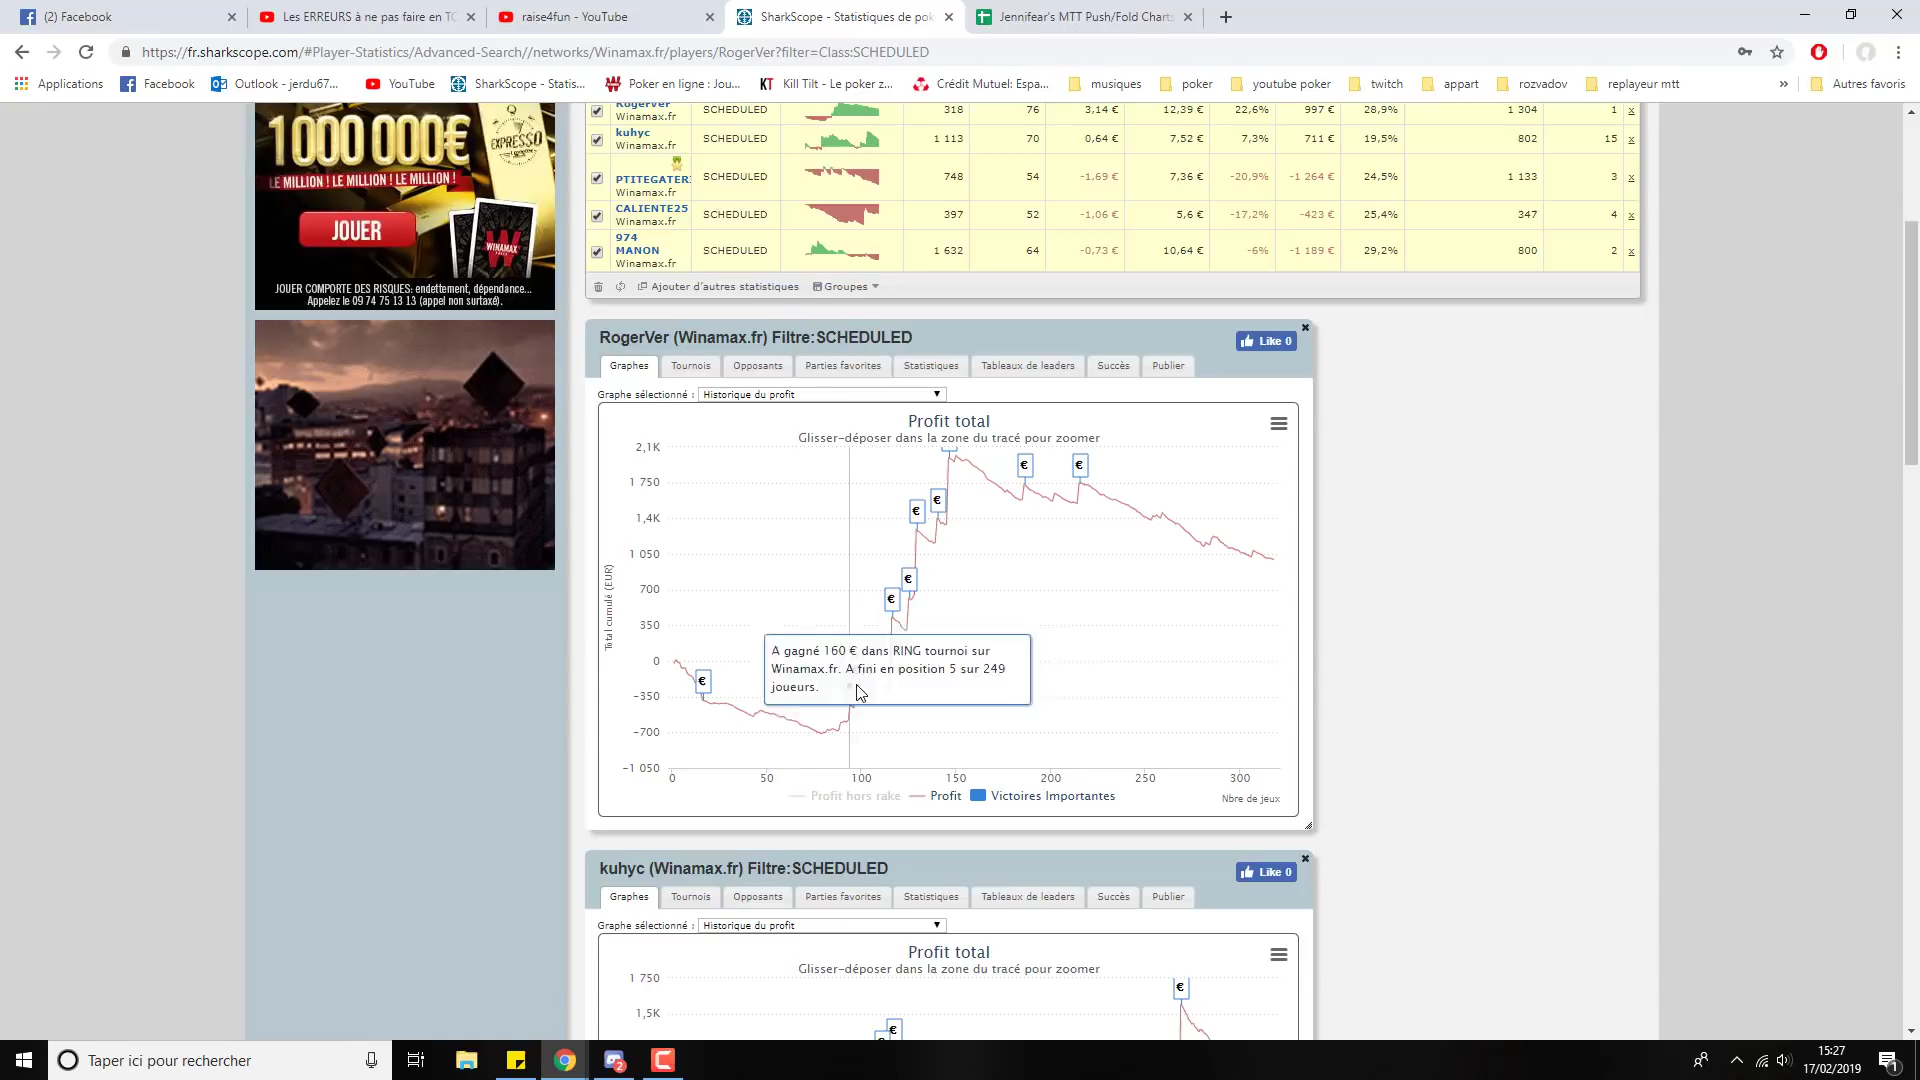 (2) Facebook
Les ERREURS à ne pas faire en TO
raise4fun - YouTube
SharkScope - Statistiques de pok
Jennifear's MTT Push/Fold Charts
https://fr.sharkscope.com/#Player-Statistics/Advanced-Search//networks/Winamax.fr/players/RogerVer?filter=Class:SCHEDULED
Applications
Facebook
Outlook - jerdu67...
YouTube
SharkScope - Statis...
Poker en ligne : Jou...
KT Kill Tilt - Le poker z...
Crédit Mutuel: Espa...
musiques
poker
youtube poker
twitch
appart
rozvadov
replayeur mtt
»
Autres favoris
1000 000€
EXPRESSO
LE MILLION ! LE MILLION ! LE MILLION !
JOUER
WINAMAX
JOUER COMPORTE DES RISQUES: endettement, dépendance...
Appelez le 09 74 75 13 13 (appel non surtaxé).
RogerVer
Winamax.fr
SCHEDULED 318 76 3,14 € 12,39 € 22,6% 997 € 28,9% 1 304 1 x
kuhyc
Winamax.fr
SCHEDULED 1 113 70 0,64 € 7,52 € 7,3% 711 € 19,5% 802 15 x
PTITEGATER
Winamax.fr
SCHEDULED 748 54 -1,69 € 7,36 € -20,9% -1 264 € 24,5% 1 133 3 x
CALIENTE25
Winamax.fr
SCHEDULED 397 52 -1,06 € 5,6 € -17,2% -423 € 25,4% 347 4 x
974
MANON
Winamax.fr
SCHEDULED 1 632 64 -0,73 € 10,64 € -6% -1 189 € 29,2% 800 2 x
Ajouter d'autres statistiques
Groupes
RogerVer (Winamax.fr) Filtre:SCHEDULED
Like 0
Graphes Tournois Opposants Parties favorites Statistiques Tableaux de leaders Succès Publier
Graphe sélectionné : Historique du profit
Profit total
Glisser-déposer dans la zone du tracé pour zoomer
2,1K
1 750
1,4K
1 050
700
350
0
-350
-700
-1 050
Total cumulé (EUR)
€
€
€
€
€
€
€
A gagné 160 € dans RING tournoi sur
Winamax.fr. A fini en position 5 sur 249
joueurs.
0 50 100 150 200 250 300
Profit hors rake
Profit
Victoires Importantes
Nbre de jeux
kuhyc (Winamax.fr) Filtre:SCHEDULED
Like 0
Graphes Tournois Opposants Parties favorites Statistiques Tableaux de leaders Succès Publier
Graphe sélectionné : Historique du profit
Profit total
Glisser-déposer dans la zone du tracé pour zoomer
1 750
1,5K
€
€
€
Taper ici pour rechercher
2
15:27
17/02/2019
1